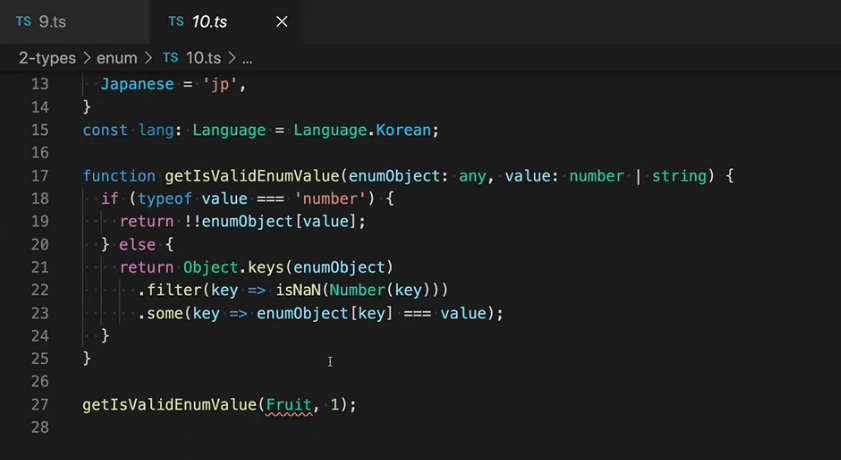 TS 9.ts TS 10.ts ×
2-types > enum > TS 10.ts > ...
13 Japanese = 'jp',
14 }
15 const lang: Language = Language.Korean;
16
17 function getIsValidEnumValue(enumObject: any, value: number | string) {
18 if (typeof value === 'number') {
19 return !!enumObject[value];
20 } else {
21 return Object.keys(enumObject)
22 .filter(key => isNaN(Number(key)))
23 .some(key => enumObject[key] === value);
24 }
25 }
26
27 getIsValidEnumValue(Fruit, 1);
28